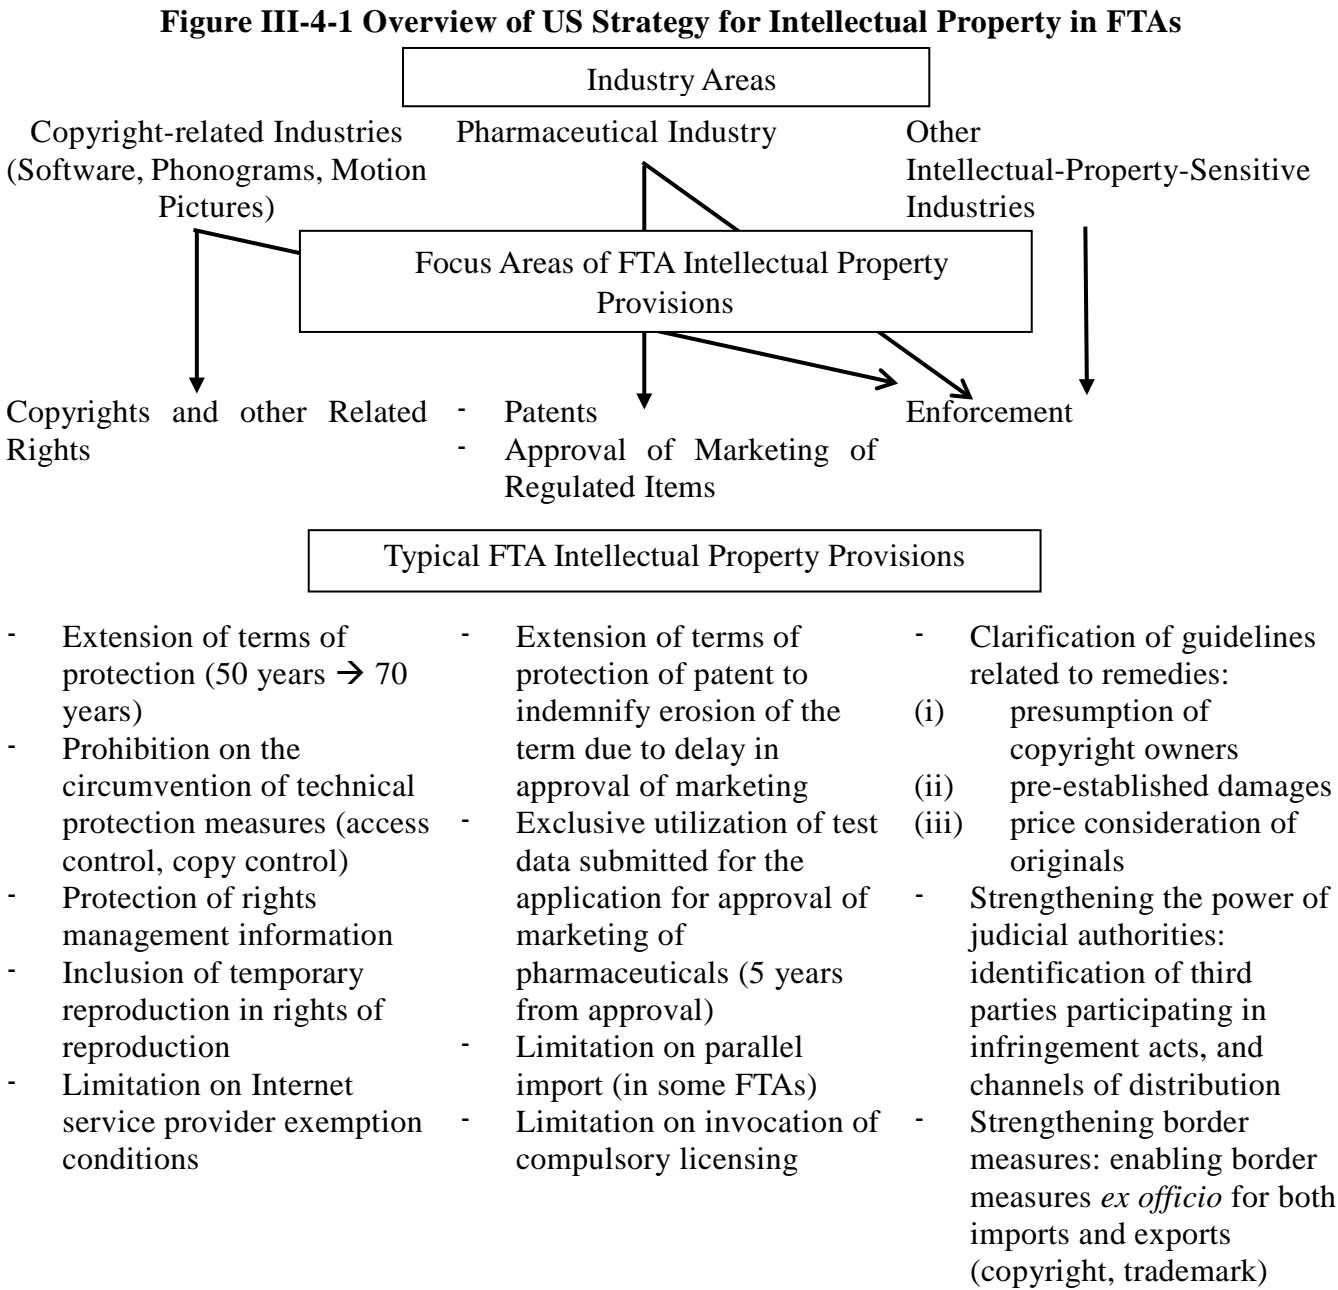 Figure III-4-1 Overview of US Strategy for Intellectual Property in FTAs
Industry Areas
Copyright-related Industries
(Software, Phonograms, Motion
Pictures)
Pharmaceutical Industry
Other
Intellectual-Property-Sensitive
Industries
Focus Areas of FTA Intellectual Property
Provisions
Copyrights and other Related
Rights
- Patents
- Approval of Marketing of
Regulated Items
Enforcement
Typical FTA Intellectual Property Provisions
- Extension of terms of
protection (50 years → 70
years)
- Prohibition on the
circumvention of technical
protection measures (access
control, copy control)
- Protection of rights
management information
- Inclusion of temporary
reproduction in rights of
reproduction
- Limitation on Internet
service provider exemption
conditions
- Extension of terms of
protection of patent to
indemnify erosion of the
term due to delay in
approval of marketing
- Exclusive utilization of test
data submitted for the
application for approval of
marketing of
pharmaceuticals (5 years
from approval)
- Limitation on parallel
import (in some FTAs)
- Limitation on invocation of
compulsory licensing
- Clarification of guidelines
related to remedies:
(i) presumption of
copyright owners
(ii) pre-established damages
(iii) price consideration of
originals
- Strengthening the power of
judicial authorities:
identification of third
parties participating in
infringement acts, and
channels of distribution
- Strengthening border
measures: enabling border
measures ex officio for both
imports and exports
(copyright, trademark)